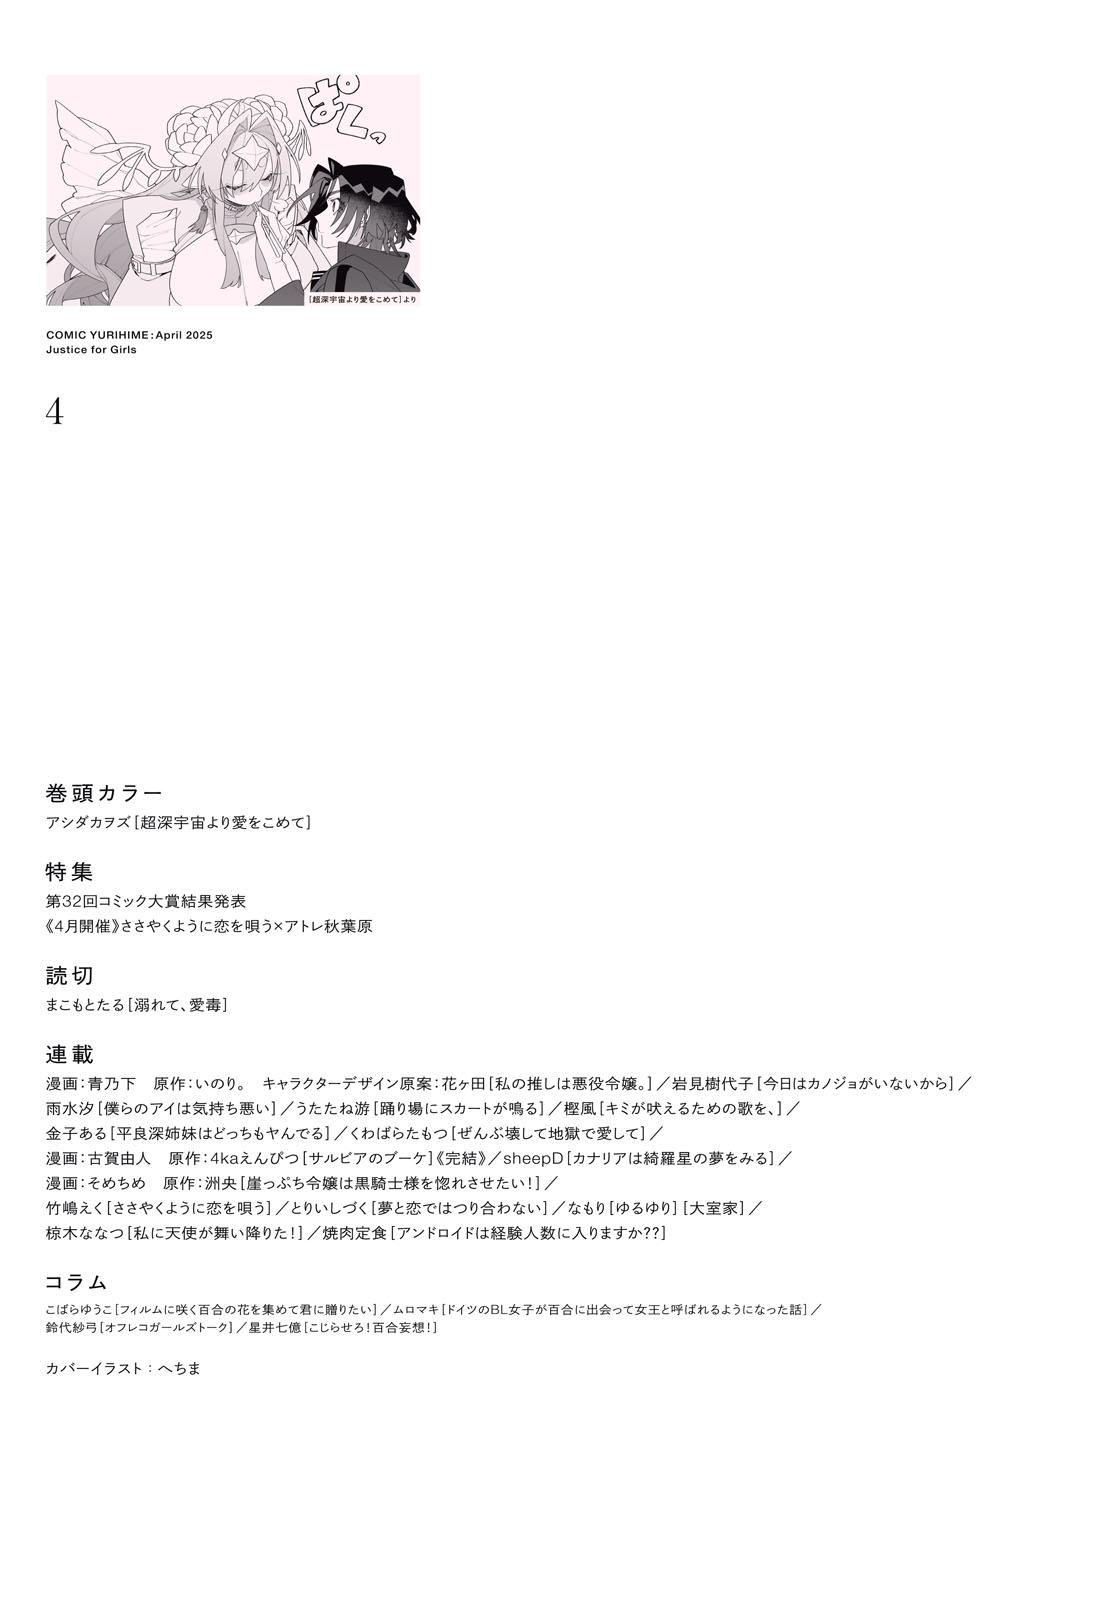 ぱくっ
[超深宇宙より愛をこめて]より
COMIC YURIHIME:April 2025
Justice for Girls
4
巻頭カラー
アシダカヲズ[超深宇宙より愛をこめて]
特集
第32回コミック大賞結果発表
《4月開催》ささやくように恋を唄う×アトレ秋葉原
読切
まこもとたる[溺れて、愛毒]
連載
漫画:青乃下　原作:いのり。　キャラクターデザイン原案:花ヶ田[私の推しは悪役令嬢。]／岩見樹代子[今日はカノジョがいないから]／
雨水汐[僕らのアイは気持ち悪い]／うたたね游[踊り場にスカートが鳴る]／樫風[キミが吠えるための歌を、]／
金子ある[平良深姉妹はどっちもヤんでる]／くわばらたもつ[ぜんぶ壊して地獄で愛して]／
漫画:古賀由人　原作:4kaえんぴつ[サルビアのブーケ]《完結》／sheepD[カナリアは綺羅星の夢をみる]／
漫画:そめちめ　原作:洲央[崖っぷち令嬢は黒騎士様を惚れさせたい!]／
竹嶋えく[ささやくように恋を唄う]／とりいしづく[夢と恋ではつり合わない]／なもり[ゆるゆり][大室家]／
椋木ななつ[私に天使が舞い降りた!]／焼肉定食[アンドロイドは経験人数に入りますか??]
コラム
こばらゆうこ[フィルムに咲く百合の花を集めて君に贈りたい]／ムロマキ[ドイツのBL女子が百合に出会って女王と呼ばれるようになった話]／
鈴代紗弓[オフレコガールズトーク]／星井七億[こじらせろ!百合妄想!]
カバーイラスト:へちま